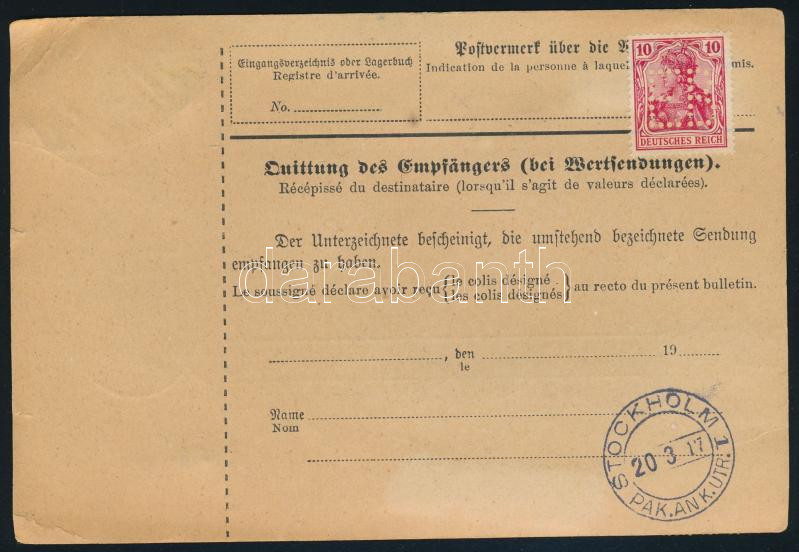 Eingangsverzeichnis oder Lagerbuch
Registre d'arrivée.
No.
Postvermerk über die
Indication de la personne à laquel
mis.
10 10
DEUTSCHES REICH
Quittung des Empfängers (bei Wertsendungen).
Récépissé du destinataire (lorsqu'il s'agit de valeurs déclarées).
Der Unterzeichnete bescheinigt, die umstehend bezeichnete Sendung
empfangen zu haben.
Le soussigné déclare avoir reçu { le colis désigné . / les colis désignés } au recto du présent bulletin.
darabanth
, den 19
le
Name
Nom
STOCKHOLM 1
20 3 17
PAK.ANK.UTR.